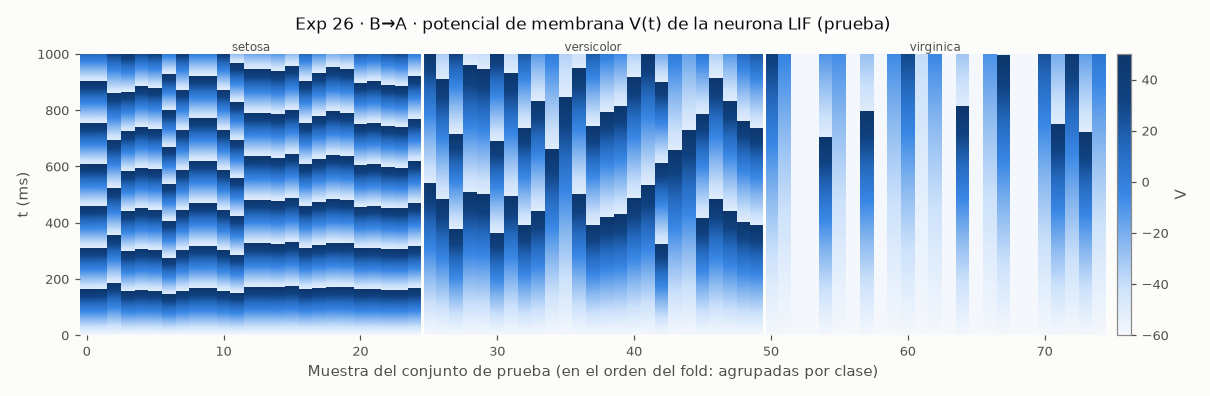 Exp 26 · B→A · potencial de membrana V(t) de la neurona LIF (prueba)
setosa versicolor virginica
1000
800
600
400
200
0
t (ms)
0 10 20 30 40 50 60 70
Muestra del conjunto de prueba (en el orden del fold: agrupadas por clase)
40
20
0
−20
−40
−60
V